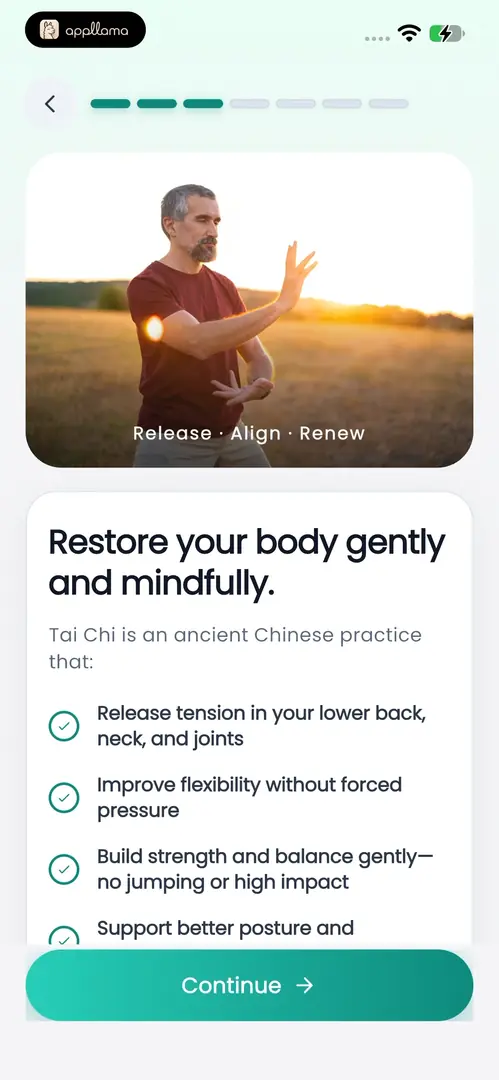 appllama
Release · Align · Renew
Restore your body gently
and mindfully.
Tai Chi is an ancient Chinese practice
that:
Release tension in your lower back,
neck, and joints
Improve flexibility without forced
pressure
Build strength and balance gently—
no jumping or high impact
Support better posture and
Continue →